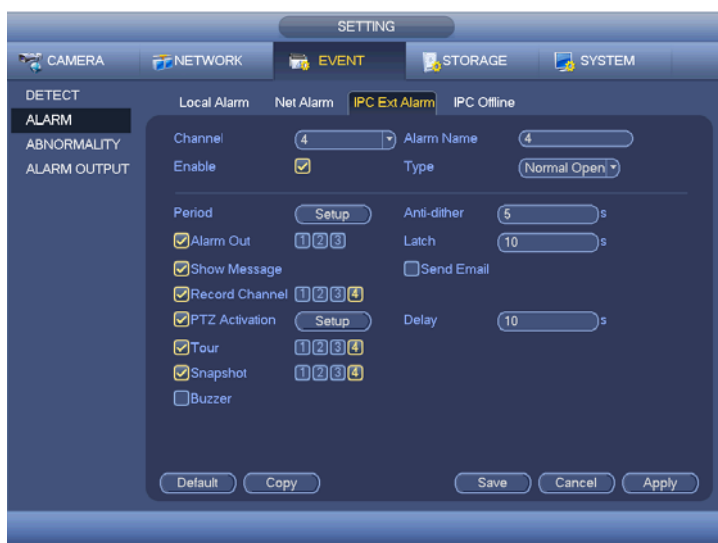 SETTING
CAMERA NETWORK EVENT STORAGE SYSTEM
DETECT
ALARM
ABNORMALITY
ALARM OUTPUT
Local Alarm Net Alarm IPC Ext Alarm IPC Offline
Channel 4 Alarm Name 4
Enable Type Normal Open
Period Setup Anti-dither 5 s
Alarm Out 1 2 3 Latch 10 s
Show Message Send Email
Record Channel 1 2 3 4
PTZ Activation Setup Delay 10 s
Tour 1 2 3 4
Snapshot 1 2 3 4
Buzzer
Default Copy Save Cancel Apply